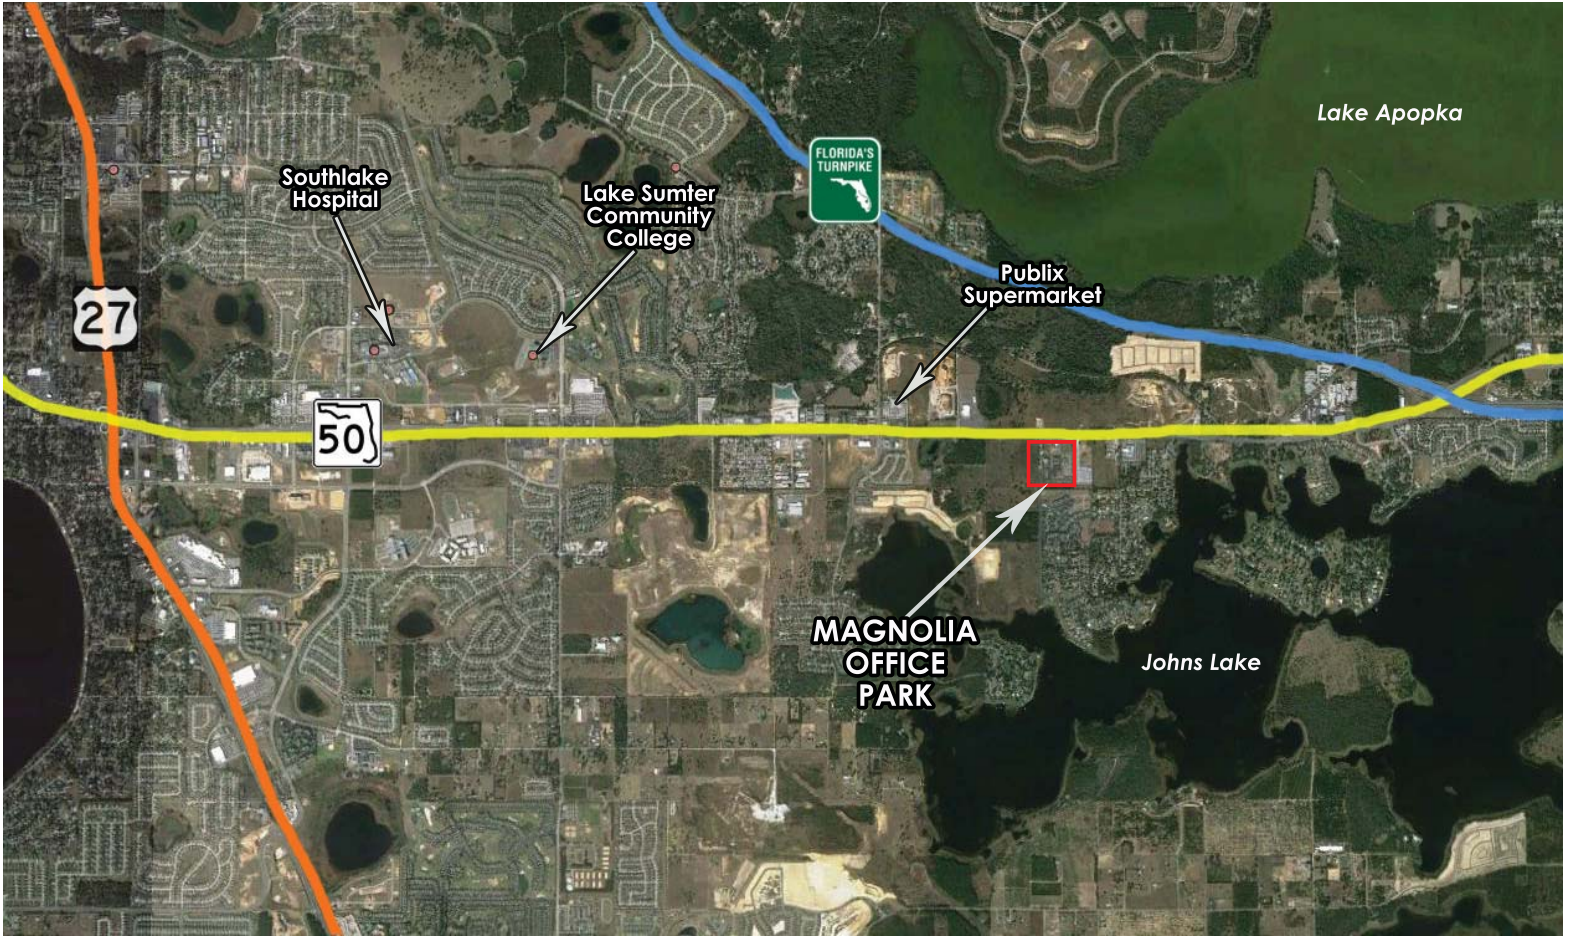 Lake Apopka
FLORIDA'S
TURNPIKE
Southlake
Hospital
Lake Sumter
Community
College
Publix
Supermarket
27
50
MAGNOLIA
OFFICE
PARK
Johns Lake